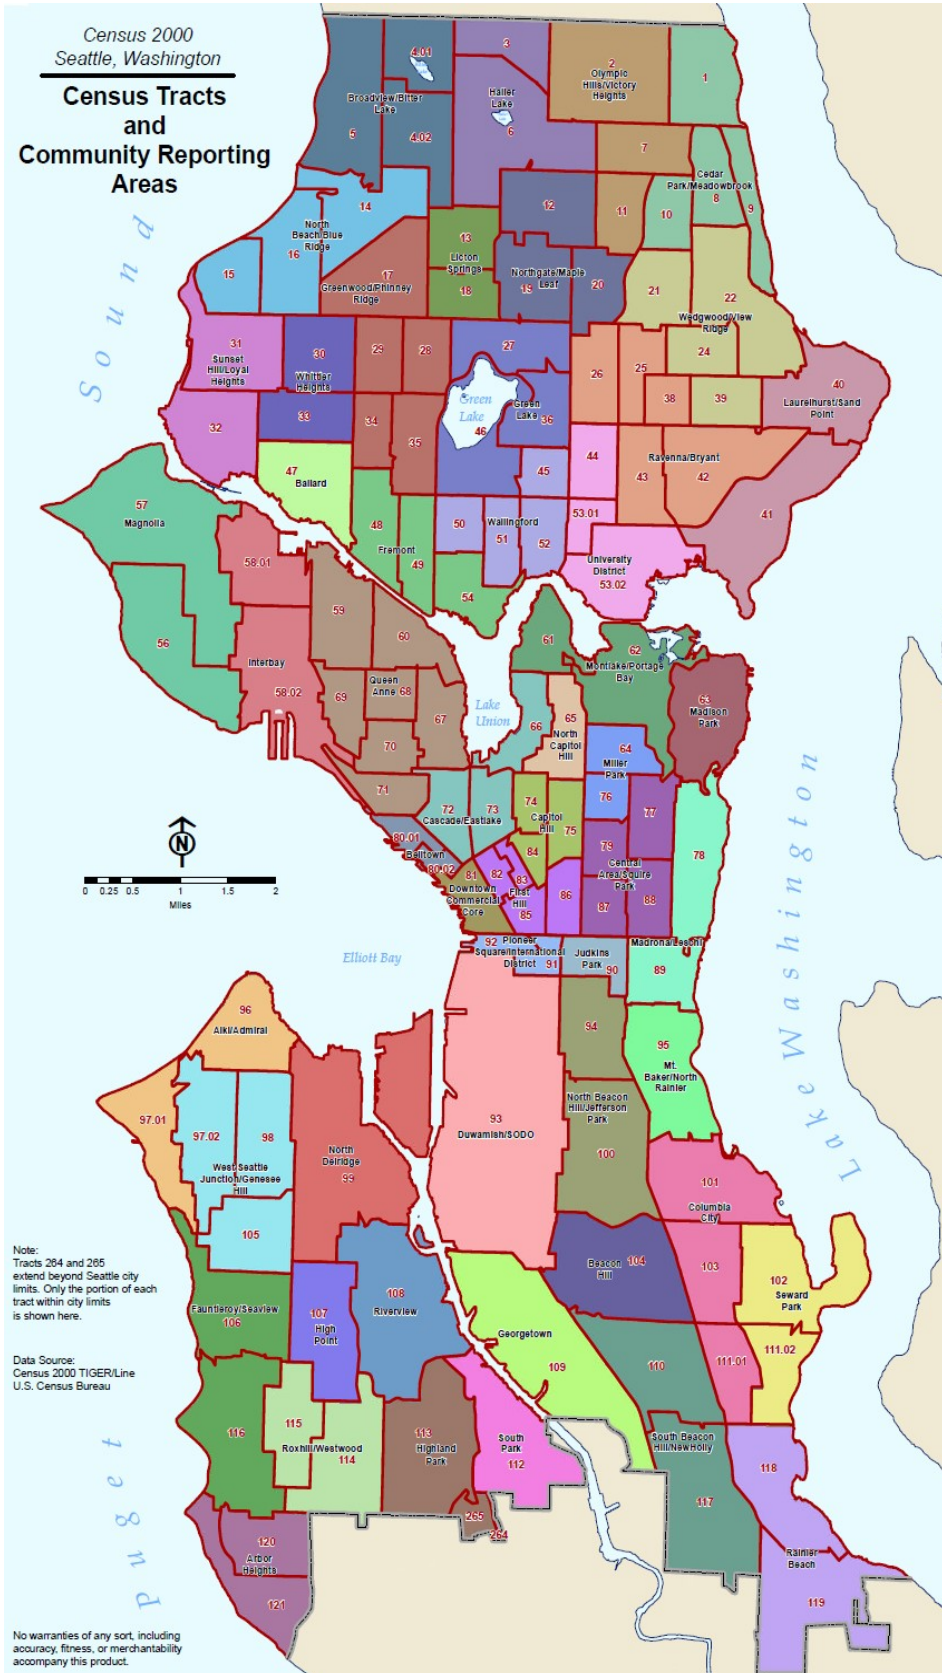 Census 2000
Seattle, Washington
Census Tracts
and
Community Reporting
Areas
3
4.01
2
Olympic
Hills/Victory
Heights
1
Broadview/Bitter
Lake
Haller
Lake
5
4.02
6
7
Cedar
Park/Meadowbrook
8
9
14
12
11
10
North
Beach/Blue
Ridge
16
13
Licton
Springs
15
17
Greenwood/Phinney
Ridge
18
Northgate/Maple
Leaf
19
20
21
22
Wedgwood/View
Ridge
31
Sunset
Hill/Loyal
Heights
30
Whittier
Heights
29
28
27
24
26
25
40
Laurelhurst/Sand
Point
Green
Lake
Green
Lake
36
38
39
32
33
34
46
35
44
Ravenna/Bryant
43
42
47
Ballard
45
57
Magnolia
53.01
41
48
50
Wallingford
51
52
Fremont
49
University
District
53.02
58.01
54
59
56
60
61
62
Montlake/Portage
Bay
Interbay
58.02
Queen
Anne
68
69
63
Madison
Park
Lake
Union
67
66
65
North
Capitol
Hill
70
64
Miller
Park
71
72
73
Cascade/Eastlake
74
Capitol
Hill
75
76
77
80.01
Belltown
80.02
84
79
78
81
82
83
Central
Area/Squire
Park
Downtown
Commercial
Core
First
Hill
85
86
87
88
N
0 0.25 0.5 1 1.5 2
Miles
92
Pioneer
Square/International
District
91
Judkins
Park
90
Madrona/Leschi
89
Elliott Bay
96
Alki/Admiral
94
95
Mt.
Baker/North
Rainier
97.01
97.02
98
93
Duwamish/SODO
North Beacon
Hill/Jefferson
Park
100
West Seattle
Junction/Genesee
Hill
North
Delridge
99
101
Columbia
City
105
Beacon
Hill
104
103
102
Seward
Park
Note:
Tracts 264 and 265
extend beyond Seattle city
limits. Only the portion of each
tract within city limits
is shown here.
Fauntleroy/Seaview
106
107
High
Point
108
Riverview
Georgetown
109
110
111.01
111.02
Data Source:
Census 2000 TIGER/Line
U.S. Census Bureau
116
115
Roxhill/Westwood
114
113
Highland
Park
South
Park
112
South Beacon
Hill/NewHolly
118
117
265
264
120
Arbor
Heights
121
Rainier
Beach
119
No warranties of any sort, including
accuracy, fitness, or merchantability
accompany this product.
Puget Sound
Lake Washington